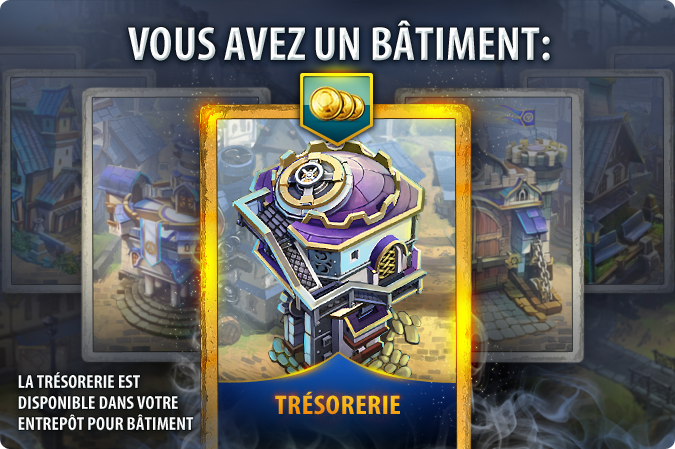 VOUS AVEZ UN BÂTIMENT:
TRÉSORERIE
LA TRÉSORERIE EST
DISPONIBLE DANS VOTRE
ENTREPÔT POUR BÂTIMENT